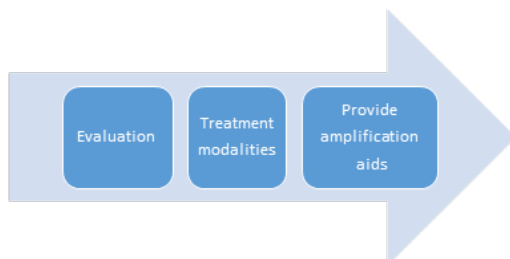 Evaluation
Treatment
modalities
Provide
amplification
aids